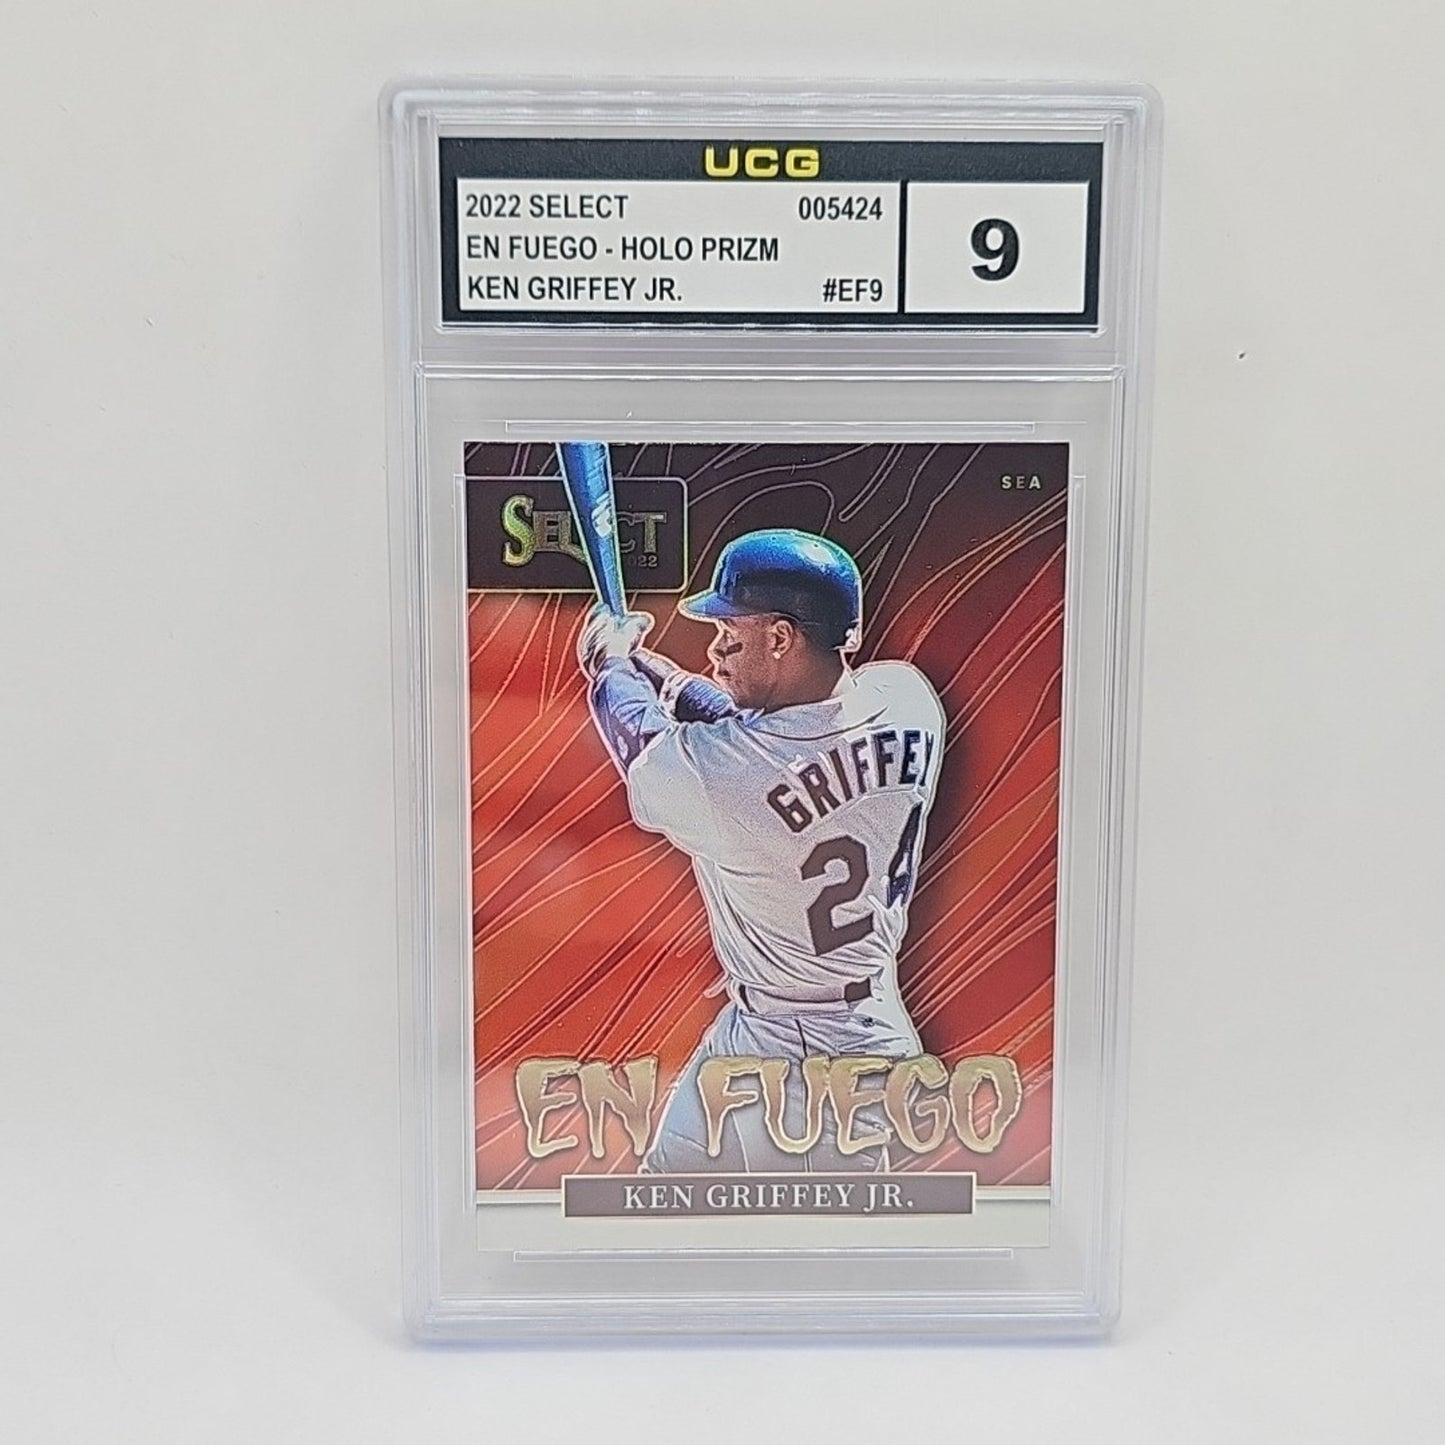 UCG
2022 SELECT 005424
EN FUEGO - HOLO PRIZM
KEN GRIFFEY JR. #EF9
9
SEA
SELECT
2022
GRIFFEY
24
EN FUEGO
KEN GRIFFEY JR.